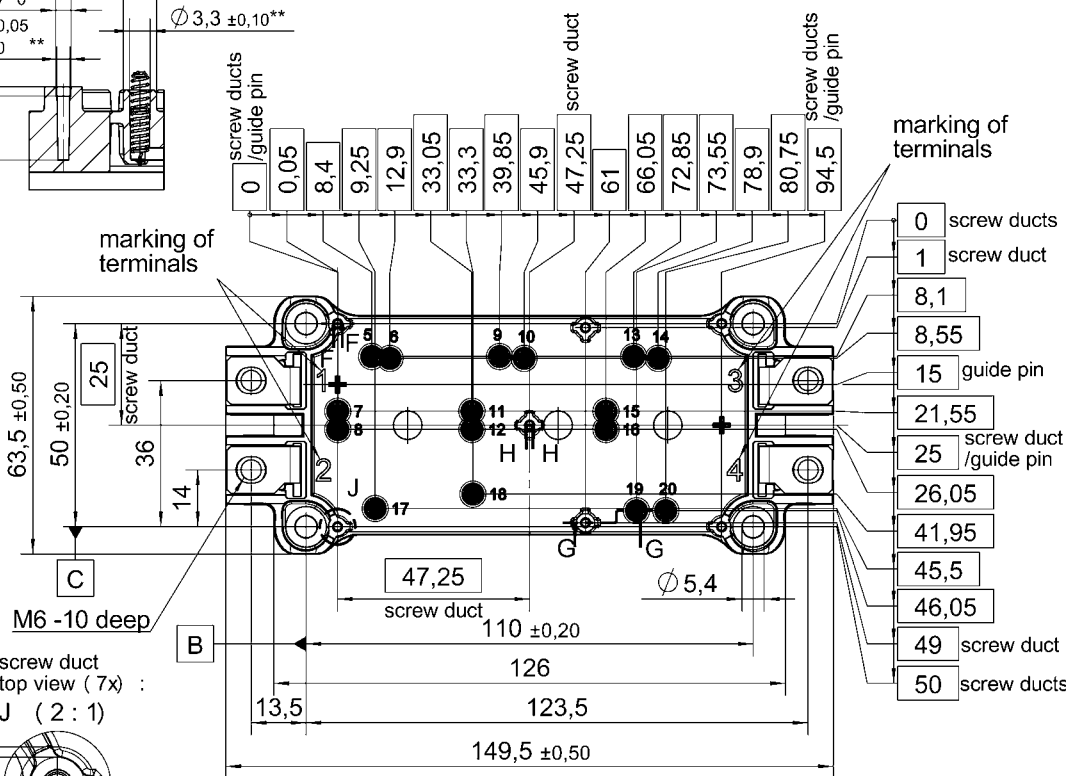 0,05
0 **
Ø 3,3 ±0,10**
screw ducts
/guide pin
screw duct
screw ducts
/guide pin
0
0,05
8,4
9,25
12,9
33,05
33,3
39,85
45,9
47,25
61
66,05
72,85
73,55
78,9
80,75
94,5
marking of
terminals
marking of
terminals
0 screw ducts
1 screw duct
8,1
8,55
15 guide pin
21,55
25 screw duct
/guide pin
26,05
41,95
45,5
46,05
49 screw duct
50 screw ducts
63,5 ±0,50
50 ±0,20
25
screw duct
36
14
F F
5 6 9 10 13 14
1 3
7 11 15
8 12 16
H H
2 4
J
17 18 19 20
G G
C
47,25
screw duct
Ø 5,4
M6 -10 deep
B
110 ±0,20
126
screw duct
top view ( 7x) :
J ( 2 : 1)
13,5
123,5
149,5 ±0,50